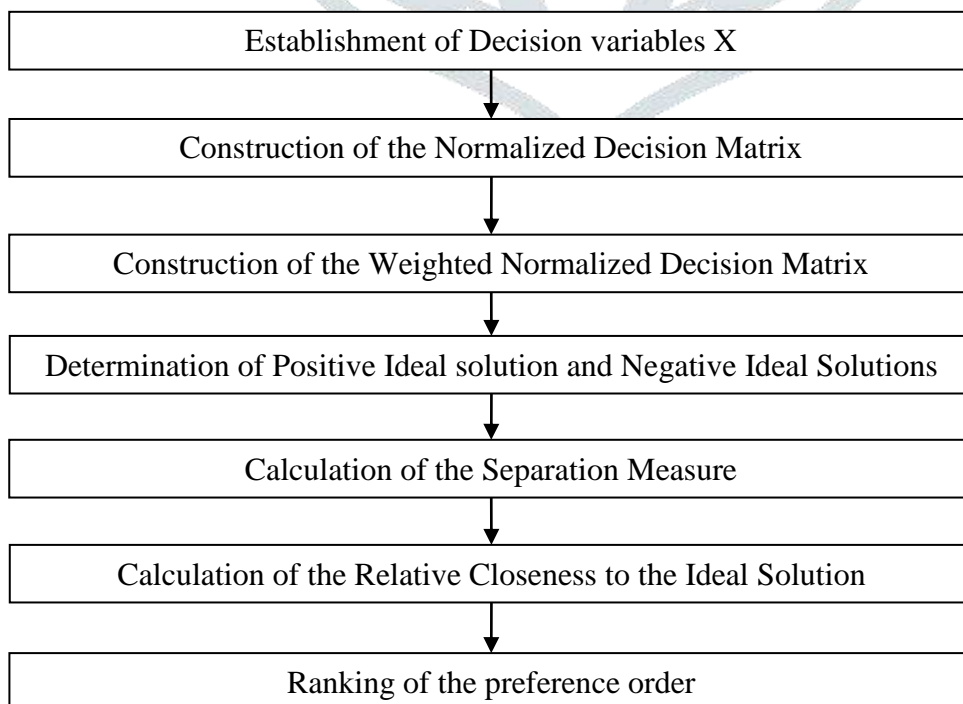 Establishment of Decision variables X
Construction of the Normalized Decision Matrix
Construction of the Weighted Normalized Decision Matrix
Determination of Positive Ideal solution and Negative Ideal Solutions
Calculation of the Separation Measure
Calculation of the Relative Closeness to the Ideal Solution
Ranking of the preference order